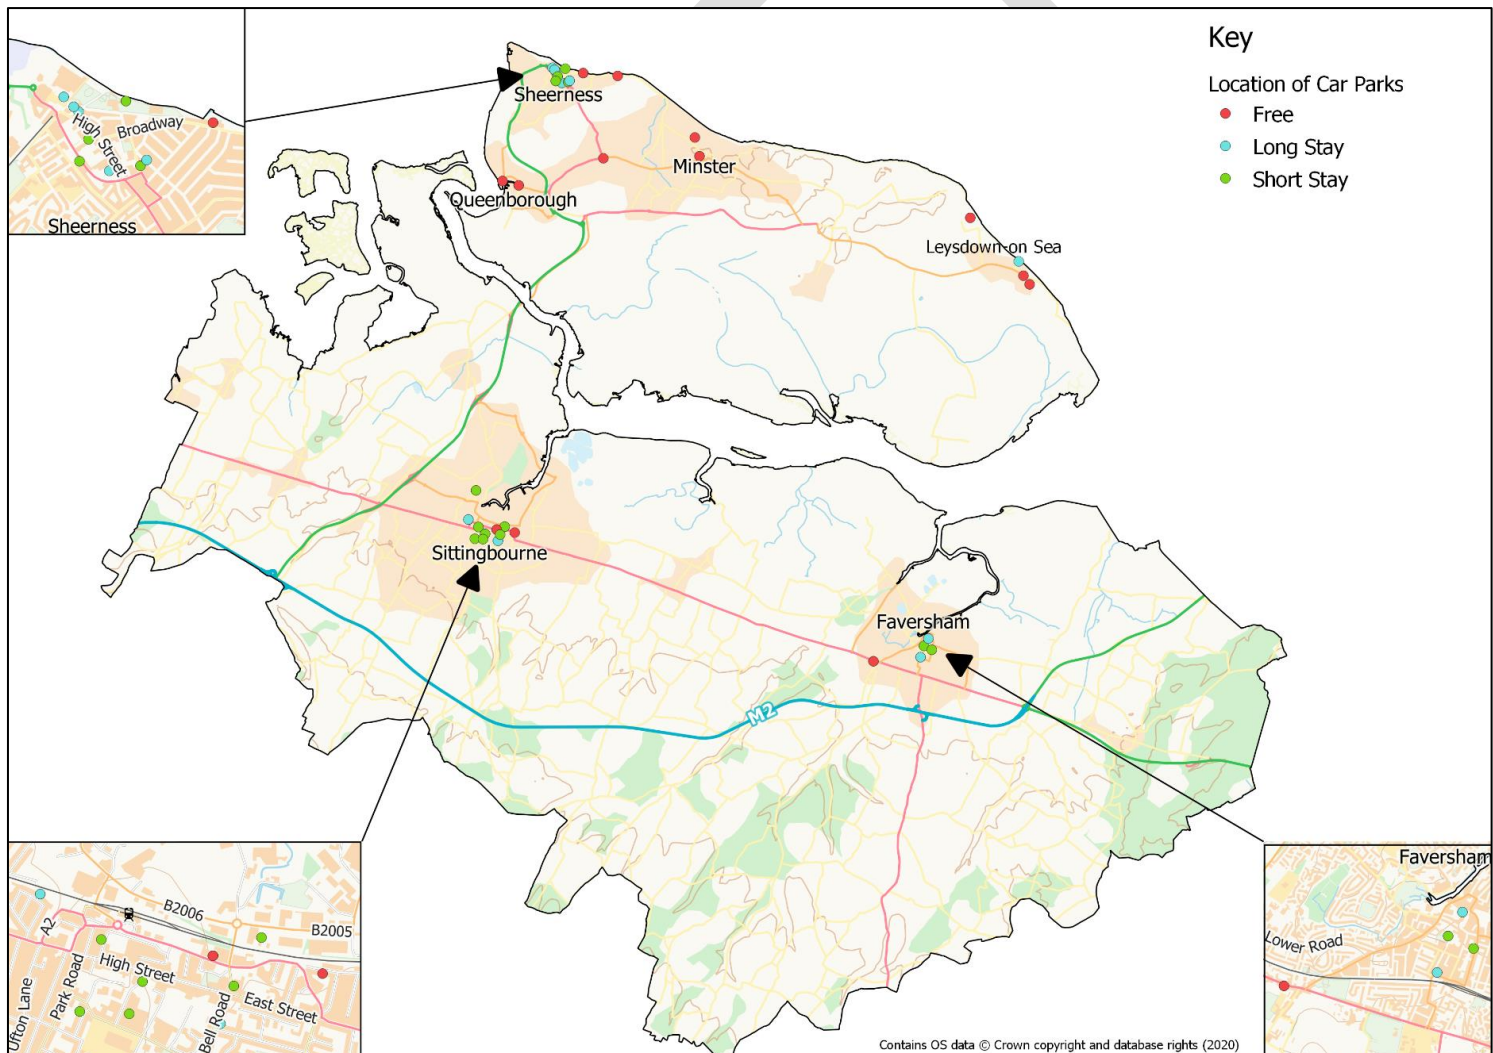 Key
Location of Car Parks
Free
Long Stay
Short Stay
High Street
Broadway
Sheerness
Sheerness
Minster
Queenborough
Leysdown-on Sea
Sittingbourne
Faversham
M2
A2
B2006
B2005
High Street
Park Road
Ufton Lane
Bell Road
East Street
Faversham
Lower Road
Contains OS data © Crown copyright and database rights (2020)